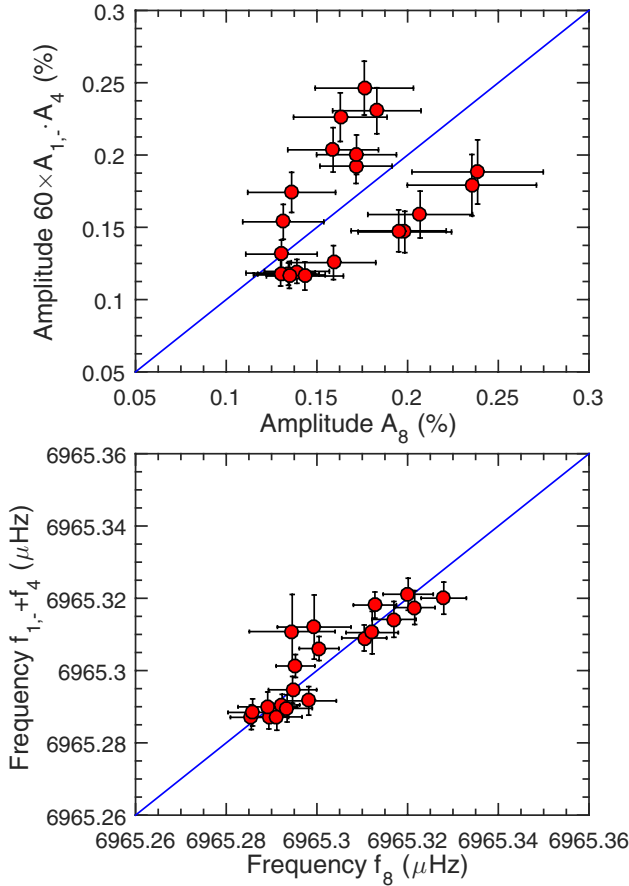 0.3
0.25
0.2
0.15
0.1
0.05
Amplitude 60×A₁,₋·A₄ (%)
0.05 0.1 0.15 0.2 0.25 0.3
Amplitude A₈ (%)
6965.36
6965.34
6965.32
6965.3
6965.28
6965.26
Frequency f₁,₋+f₄ (μHz)
6965.26 6965.28 6965.3 6965.32 6965.34 6965.36
Frequency f₈ (μHz)